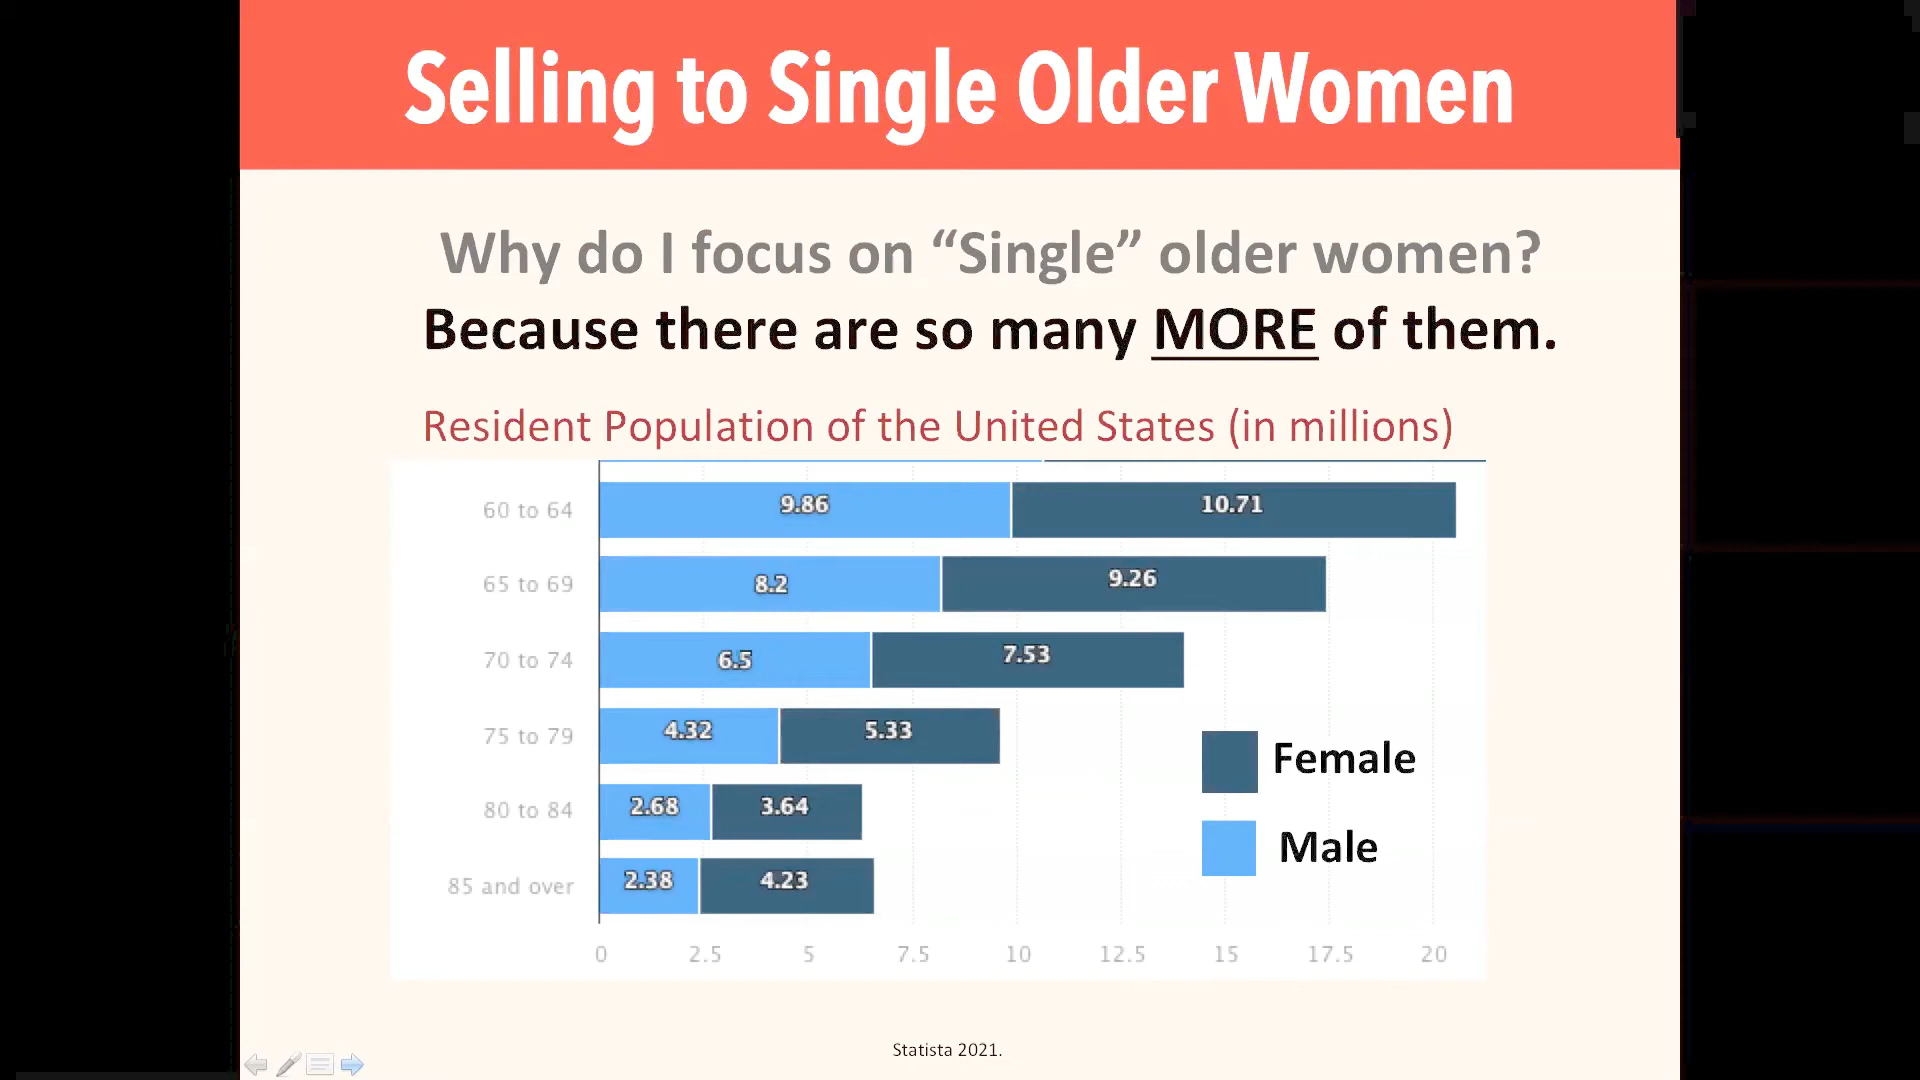 Selling to Single Older Women
Why do I focus on “Single” older women?
Because there are so many MORE of them.
Resident Population of the United States (in millions)
60 to 64 9.86 10.71
65 to 69 8.2 9.26
70 to 74 6.5 7.53
75 to 79 4.32 5.33
80 to 84 2.68 3.64
85 and over 2.38 4.23
Female
Male
0 2.5 5 7.5 10 12.5 15 17.5 20
Statista 2021.